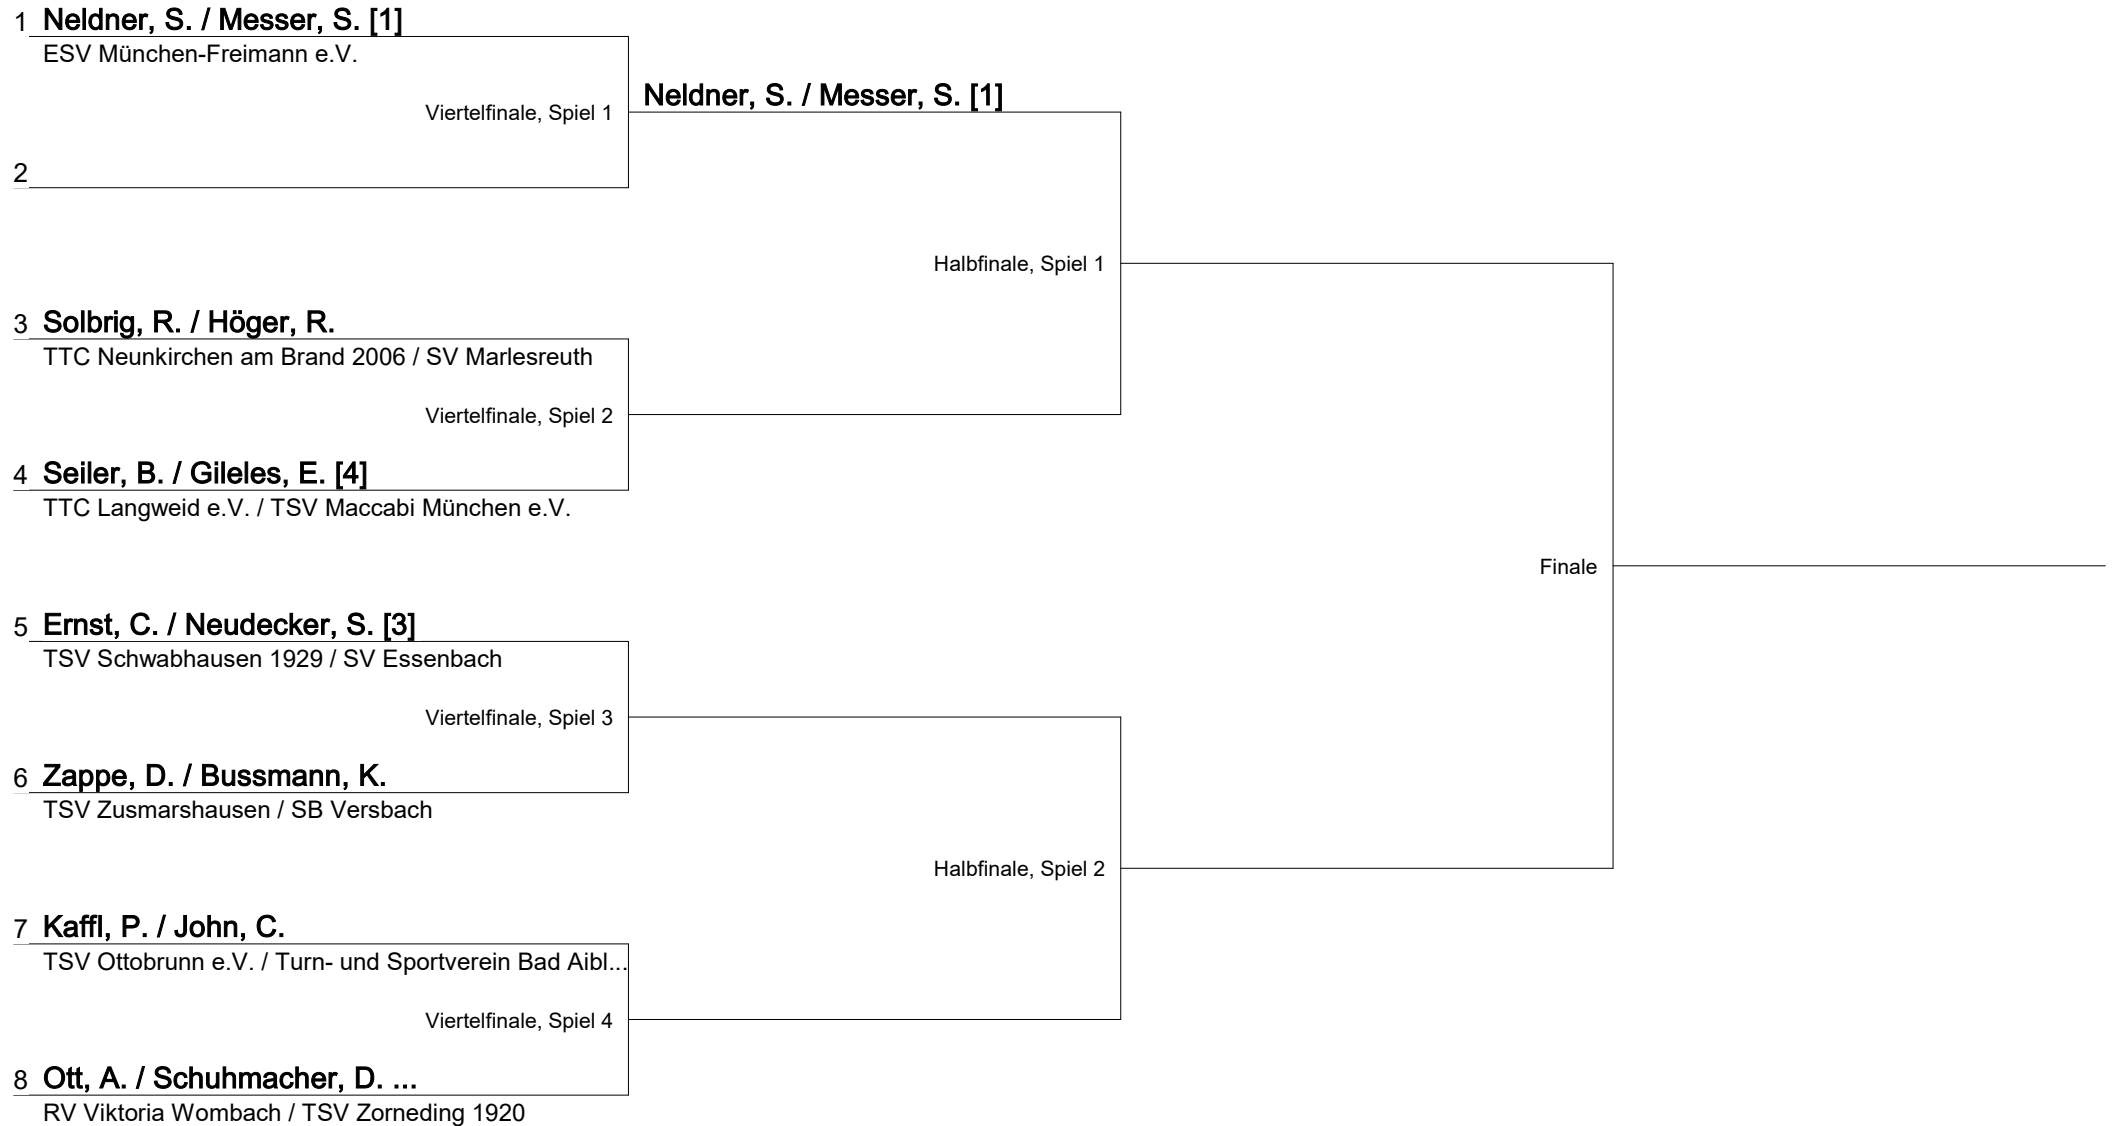 1 Neldner, S. / Messer, S. [1]
ESV München-Freimann e.V.
Neldner, S. / Messer, S. [1]
Viertelfinale, Spiel 1
2
Halbfinale, Spiel 1
3 Solbrig, R. / Höger, R.
TTC Neunkirchen am Brand 2006 / SV Marlesreuth
Viertelfinale, Spiel 2
4 Seiler, B. / Gileles, E. [4]
TTC Langweid e.V. / TSV Maccabi München e.V.
Finale
5 Ernst, C. / Neudecker, S. [3]
TSV Schwabhausen 1929 / SV Essenbach
Viertelfinale, Spiel 3
6 Zappe, D. / Bussmann, K.
TSV Zusmarshausen / SB Versbach
Halbfinale, Spiel 2
7 Kaffl, P. / John, C.
TSV Ottobrunn e.V. / Turn- und Sportverein Bad Aibl...
Viertelfinale, Spiel 4
8 Ott, A. / Schuhmacher, D. ...
RV Viktoria Wombach / TSV Zorneding 1920